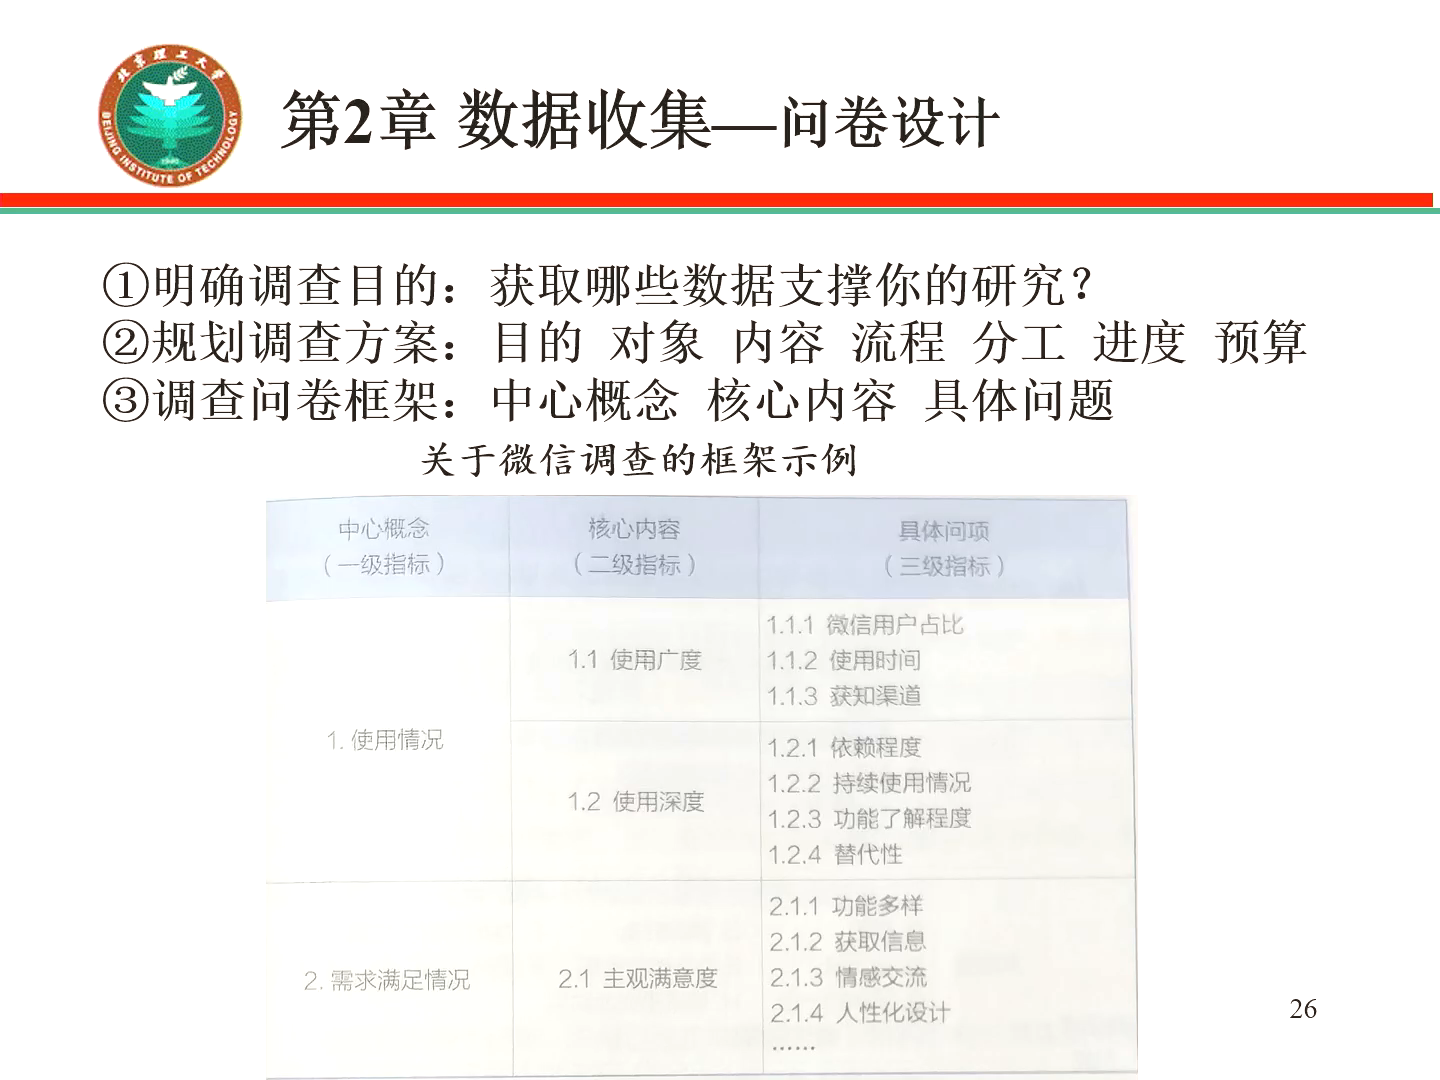 北京理工大学
BEIJING INSTITUTE OF TECHNOLOGY
1940
第2章 数据收集—问卷设计
①明确调查目的：获取哪些数据支撑你的研究？
②规划调查方案：目的 对象 内容 流程 分工 进度 预算
③调查问卷框架：中心概念 核心内容 具体问题
关于微信调查的框架示例
中心概念
（一级指标）
核心内容
（二级指标）
具体问项
（三级指标）
1. 使用情况
1.1 使用广度
1.1.1 微信用户占比
1.1.2 使用时间
1.1.3 获知渠道
1.2 使用深度
1.2.1 依赖程度
1.2.2 持续使用情况
1.2.3 功能了解程度
1.2.4 替代性
2. 需求满足情况
2.1 主观满意度
2.1.1 功能多样
2.1.2 获取信息
2.1.3 情感交流
2.1.4 人性化设计
……
26